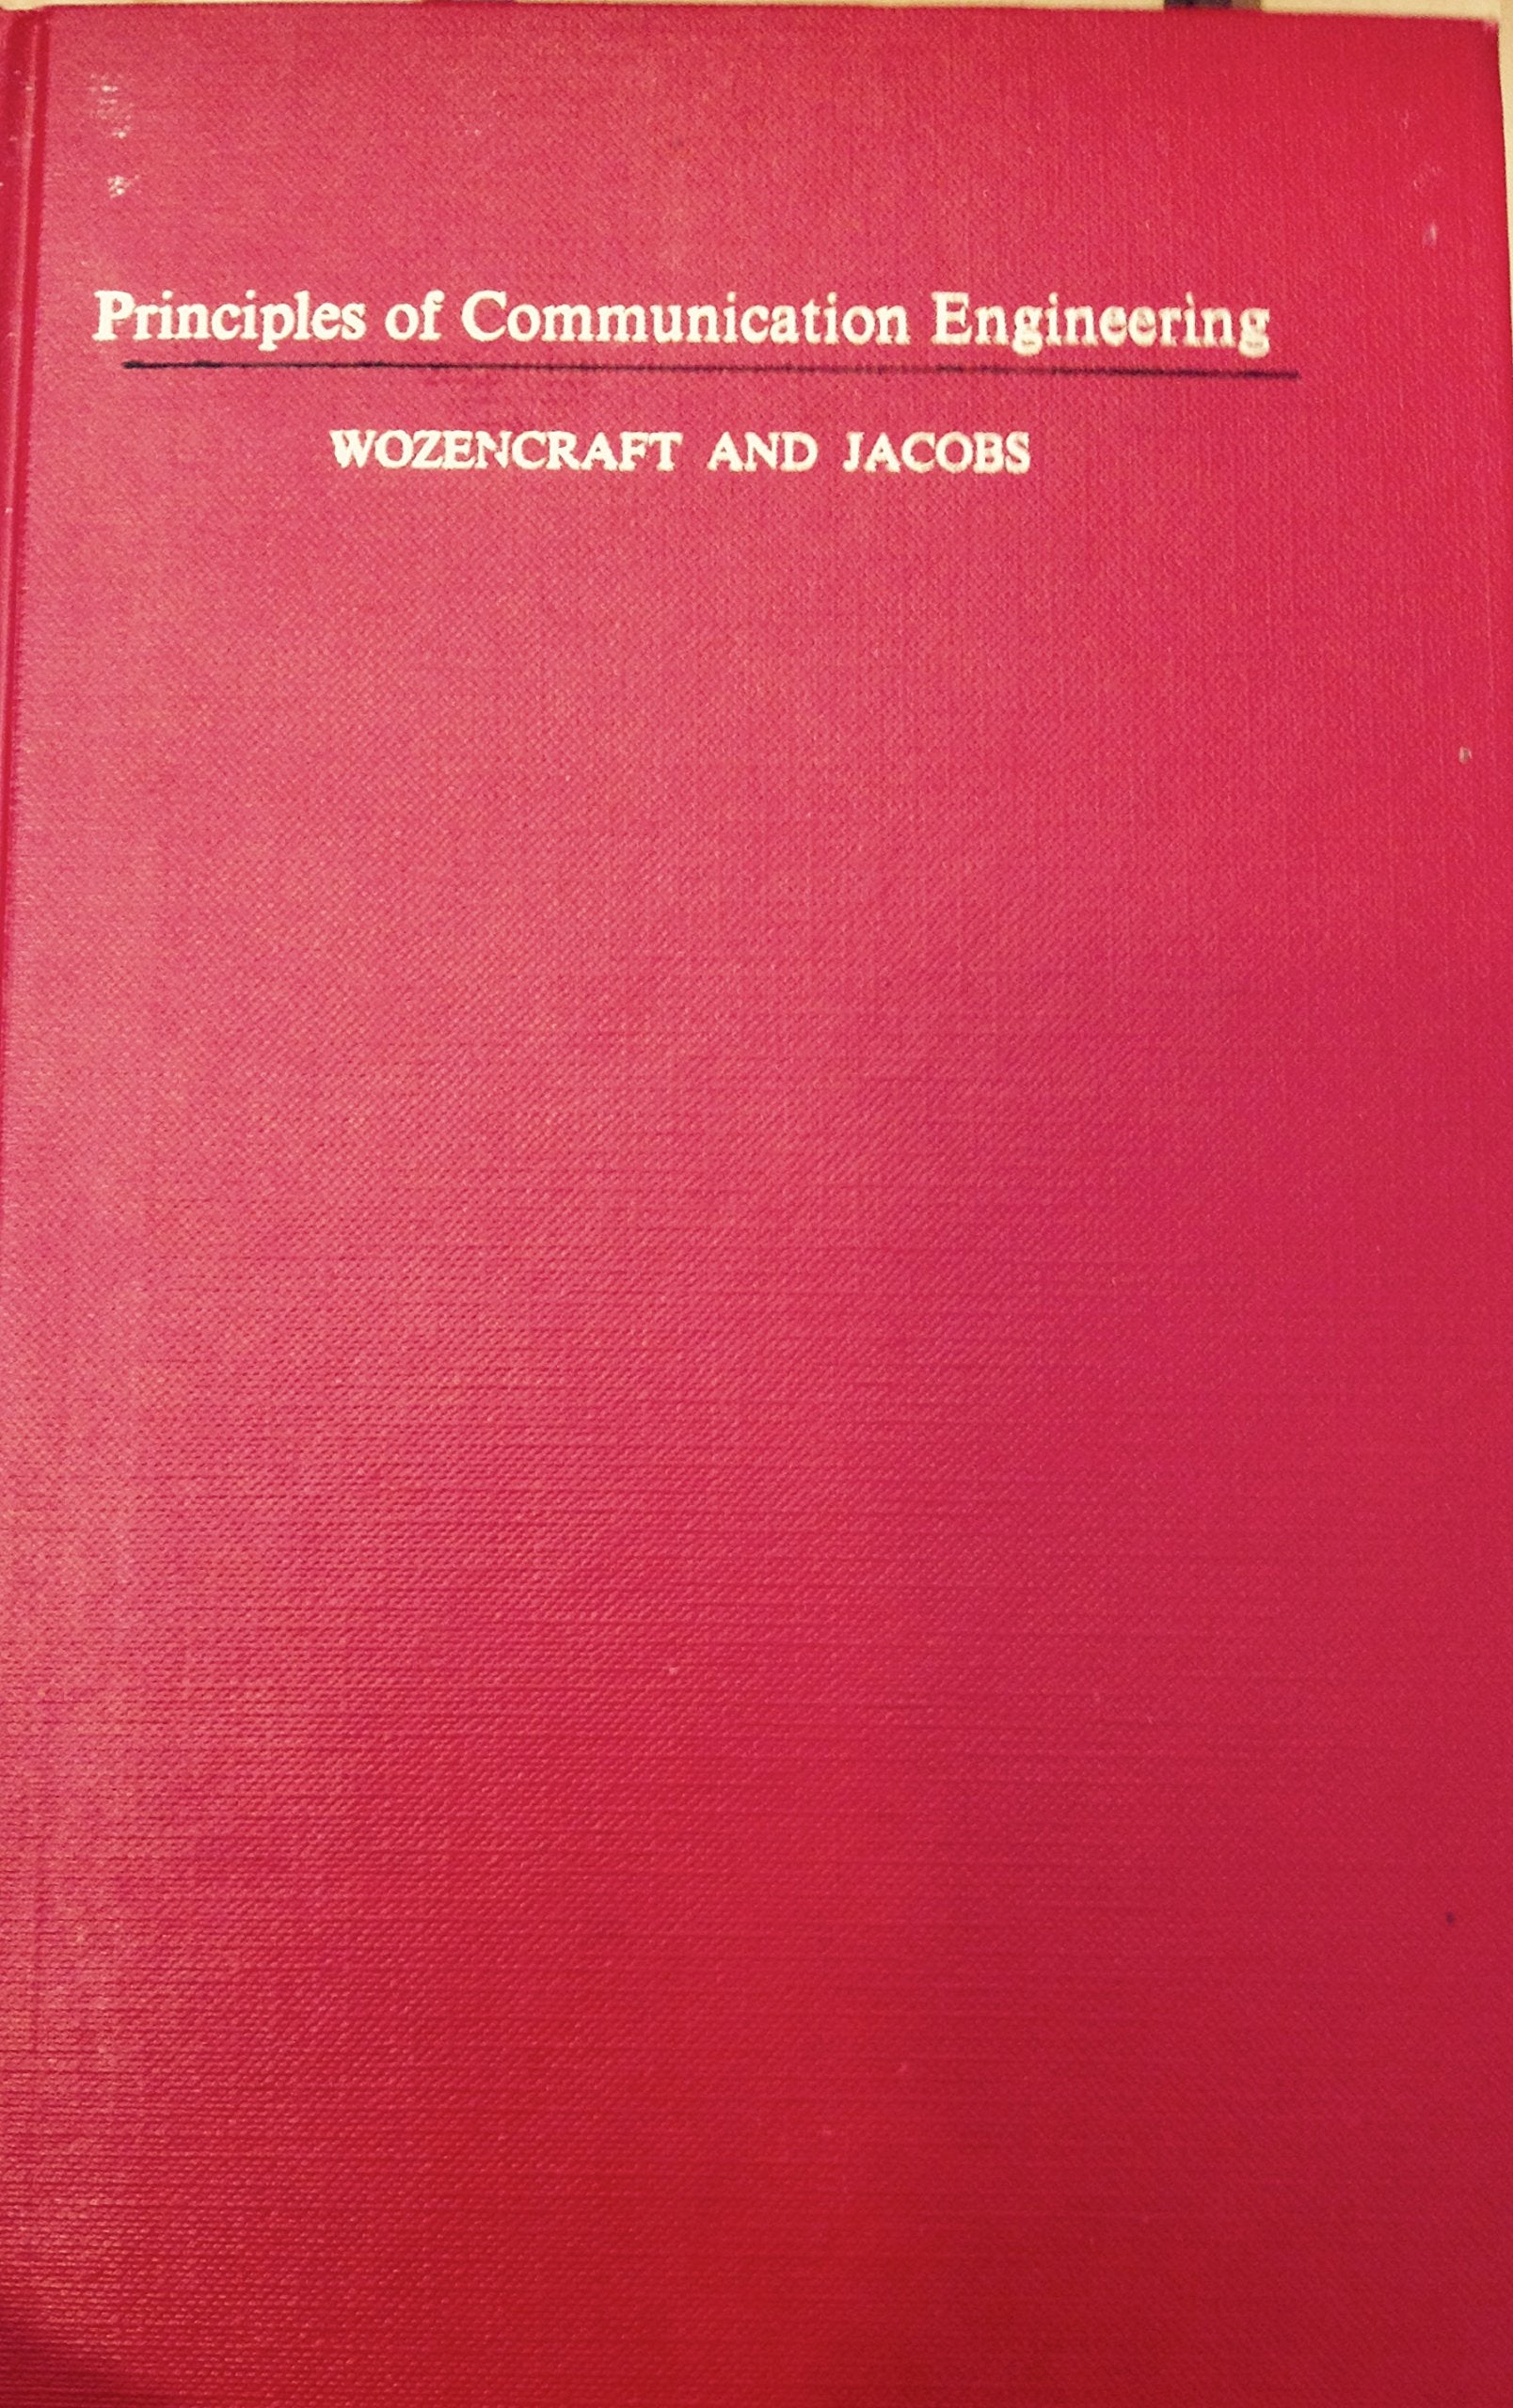 Principles of Communication Engineering
WOZENCRAFT AND JACOBS